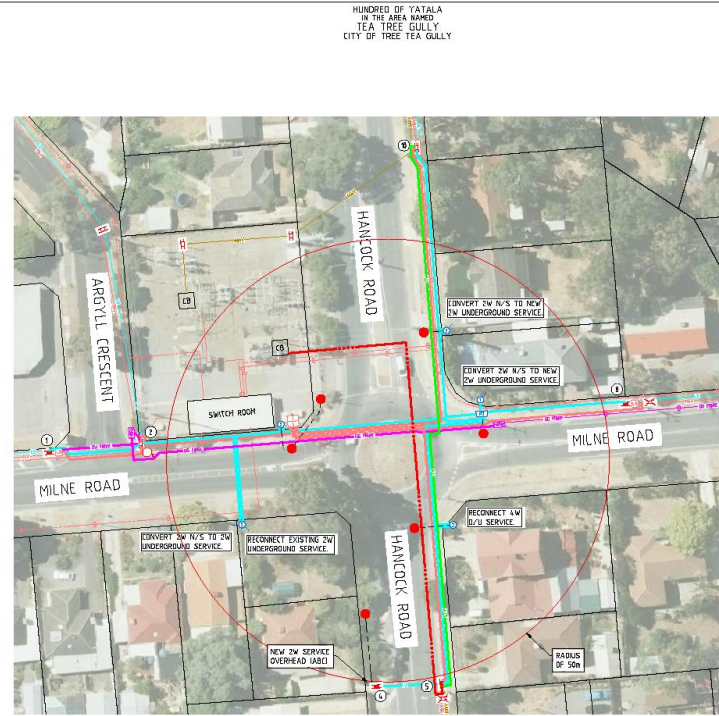 HUNDRED OF YATALA
IN THE AREA NAMED
TEA TREE GULLY
CITY OF TREE TEA GULLY
10
HANCOCK ROAD
ARGYLL CRESCENT
CB
CONVERT 2W N/S TO NEW
2W UNDERGROUND SERVICE.
CB
CONVERT 2W N/S TO NEW
2W UNDERGROUND SERVICE.
8
SWITCH ROOM
1
2
MILNE ROAD
MILNE ROAD
RECONNECT 4W
O/U SERVICE.
CONVERT 2W N/S TO 2W
UNDERGROUND SERVICE.
RECONNECT EXISTING 2W
UNDERGROUND SERVICE.
HANCOCK ROAD
NEW 2W SERVICE
OVERHEAD (ABC)
RADIUS
OF 50m
4
5